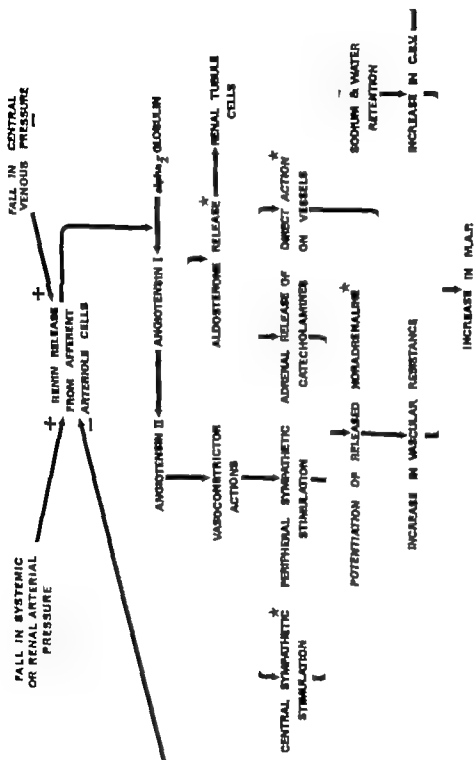 FALL IN SYSTEMIC
OR RENAL ARTERIAL
PRESSURE
+
RENIN RELEASE
FROM AFFERENT
ARTERIOLE CELLS
−
+
FALL IN CENTRAL
VENOUS PRESSURE
−
ANGIOTENSIN II
ANGIOTENSIN I
alpha 2 GLOBULIN
VASOCONSTRICTOR
ACTIONS
ALDOSTERONE RELEASE*
RENAL TUBULE
CELLS
CENTRAL SYMPATHETIC*
STIMULATION
PERIPHERAL SYMPATHETIC
STIMULATION
ADRENAL RELEASE OF
CATECHOLAMINES
DIRECT ACTION*
ON VESSELS
POTENTIATION OF RELEASED NORADRENALINE*
SODIUM & WATER
RETENTION
INCREASE IN VASCULAR RESISTANCE
INCREASE IN C.B.V.
INCREASE IN M.A.P.